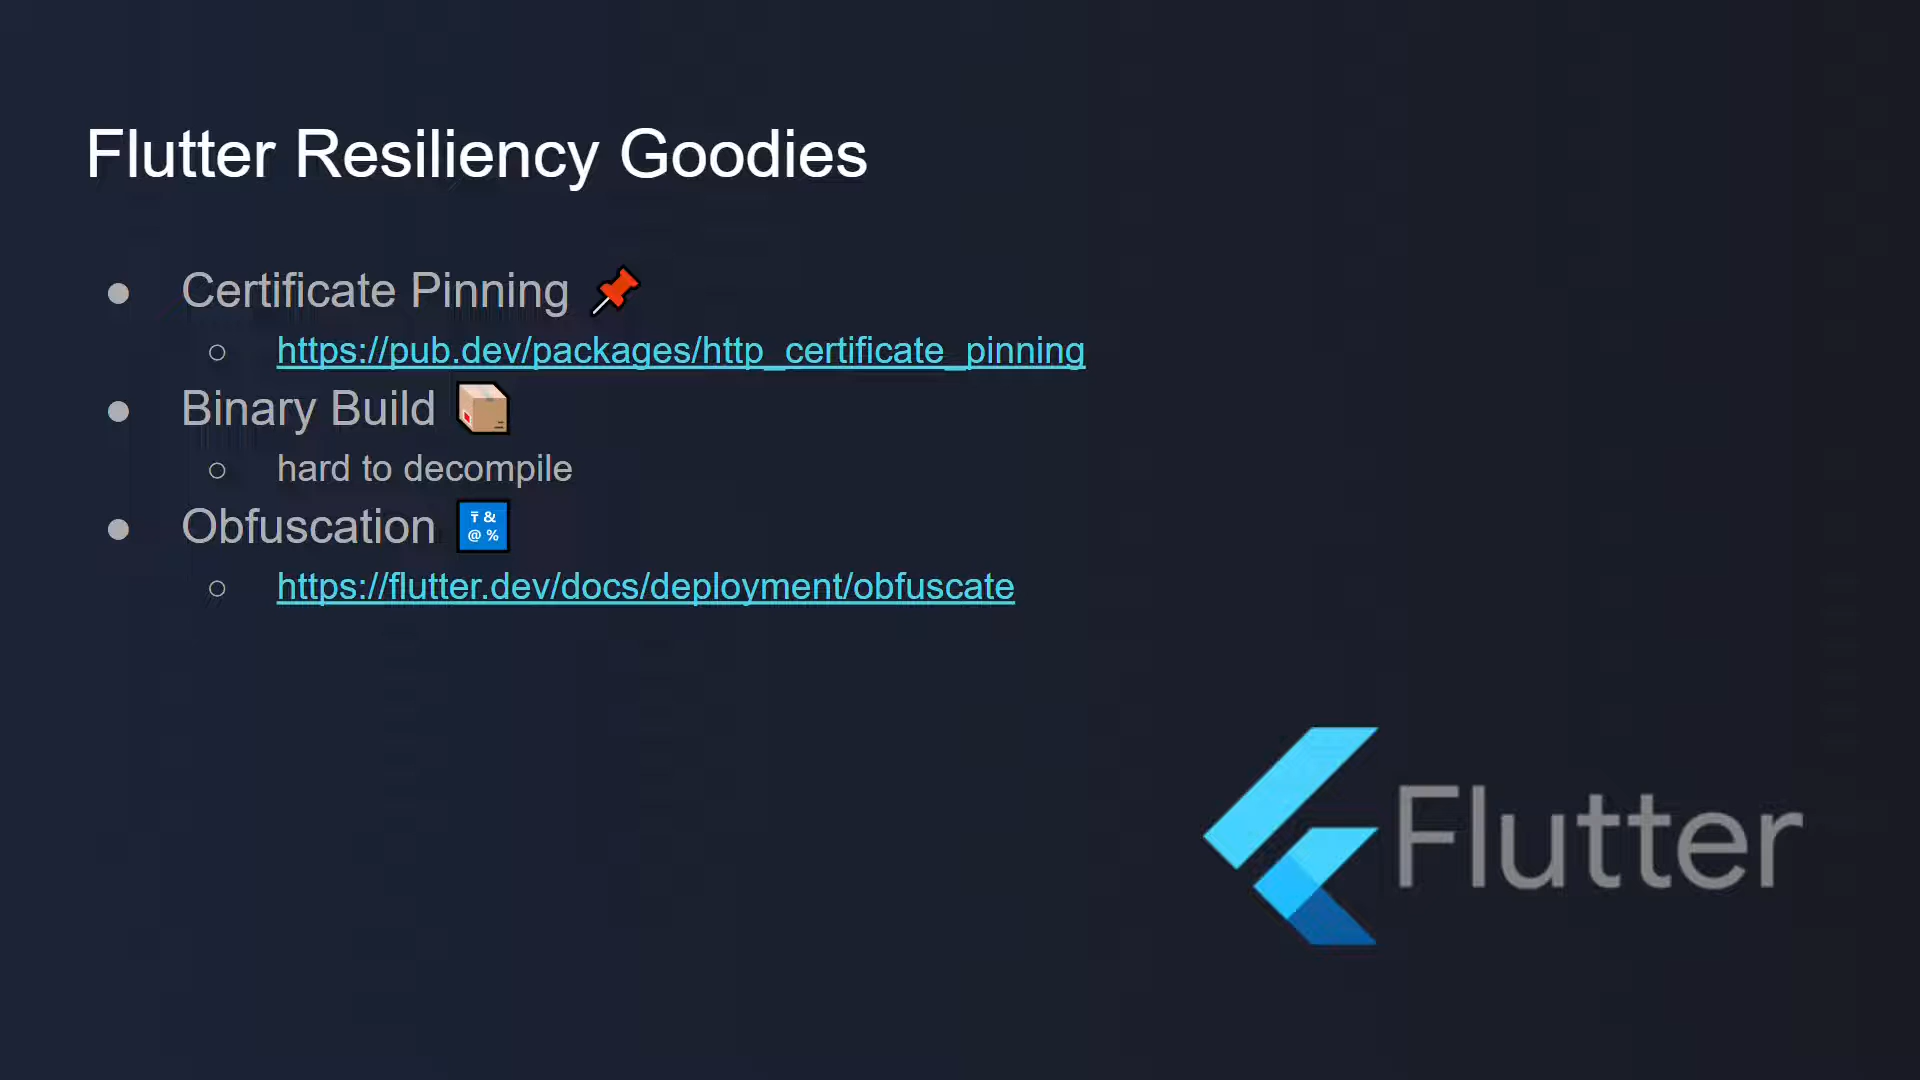 Flutter Resiliency Goodies
● Certificate Pinning 📌
○ https://pub.dev/packages/http_certificate_pinning
● Binary Build 📦
○ hard to decompile
● Obfuscation 🔣
○ https://flutter.dev/docs/deployment/obfuscate
Flutter